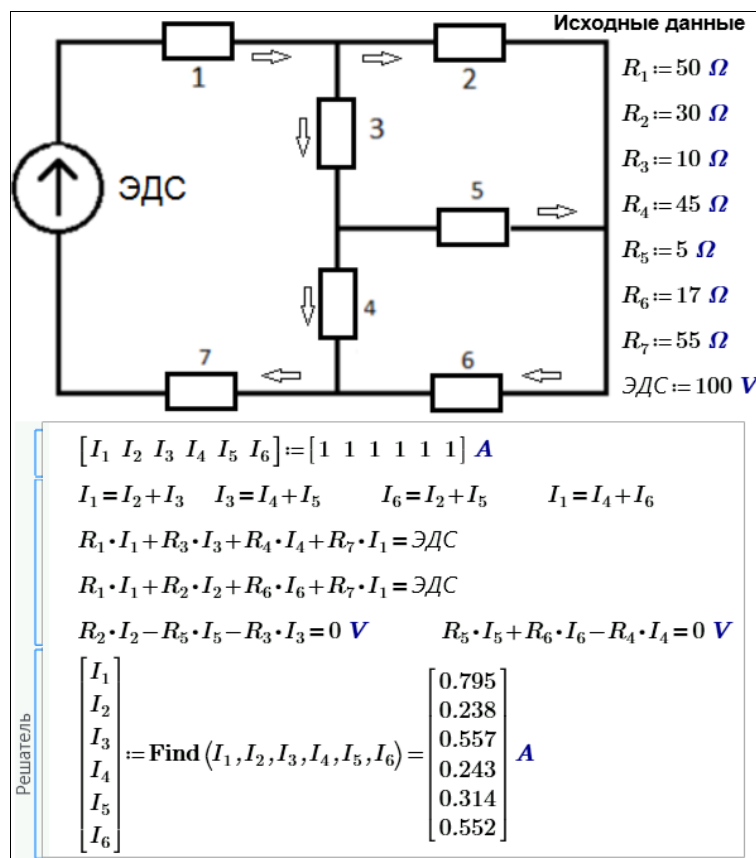 Исходные данные
1
2
3
ЭДС
5
4
7
6
R₁:=50 Ω
R₂:=30 Ω
R₃:=10 Ω
R₄:=45 Ω
R₅:=5 Ω
R₆:=17 Ω
R₇:=55 Ω
ЭДС:=100 V
[I₁ I₂ I₃ I₄ I₅ I₆]:=[1 1 1 1 1 1] A
I₁=I₂+I₃ I₃=I₄+I₅ I₆=I₂+I₅ I₁=I₄+I₆
R₁·I₁+R₃·I₃+R₄·I₄+R₇·I₁=ЭДС
R₁·I₁+R₂·I₂+R₆·I₆+R₇·I₁=ЭДС
R₂·I₂−R₅·I₅−R₃·I₃=0 V R₅·I₅+R₆·I₆−R₄·I₄=0 V
Решатель
[I₁
I₂
I₃
I₄
I₅
I₆]
:=Find(I₁,I₂,I₃,I₄,I₅,I₆)=
[0.795
0.238
0.557
0.243
0.314
0.552]
A